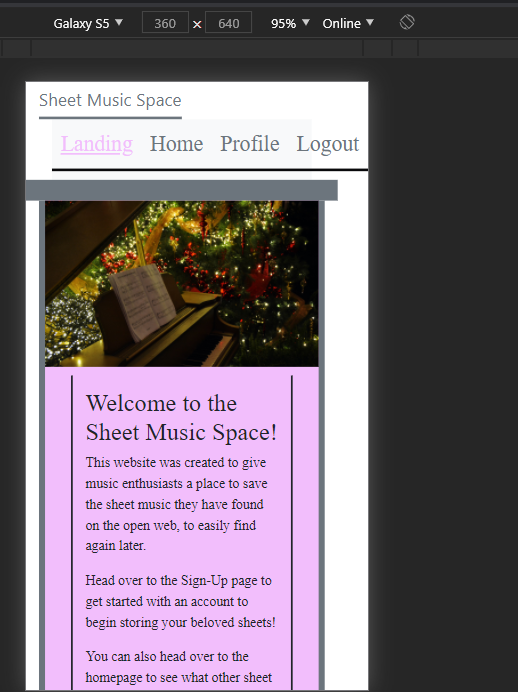 Galaxy S5 ▼ 360 × 640 95% ▼ Online ▼
Sheet Music Space
Landing Home Profile Logout
Welcome to the
Sheet Music Space!
This website was created to give
music enthusiasts a place to save
the sheet music they have found
on the open web, to easily find
again later.
Head over to the Sign-Up page to
get started with an account to
begin storing your beloved sheets!
You can also head over to the
homepage to see what other sheet